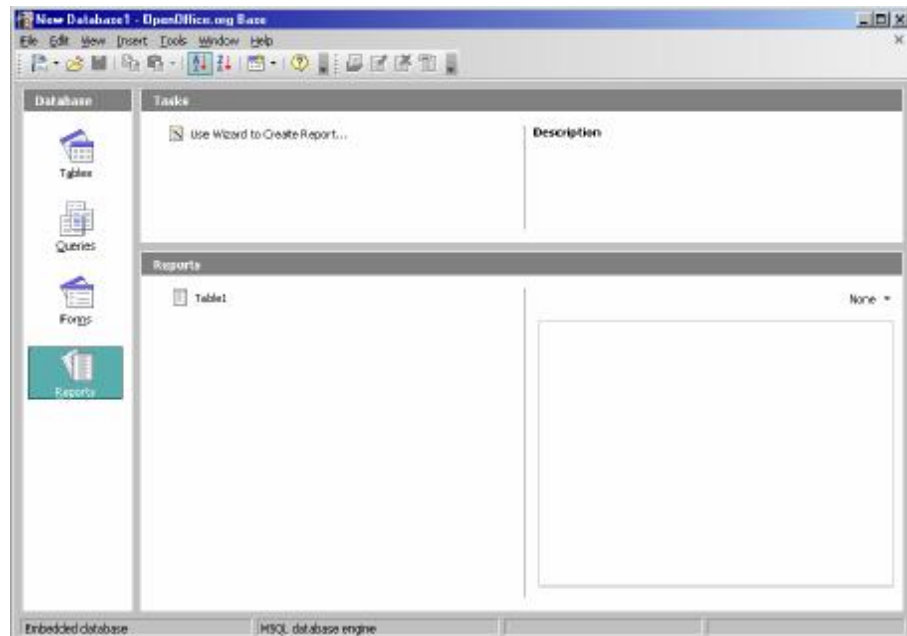 New Database1 - OpenOffice.org Base
File Edit View Insert Tools Window Help
Database
Tasks
Tables
Queries
Forms
Reports
Use Wizard to Create Report...
Description
Reports
Table1
None
Embedded database
HSQL database engine